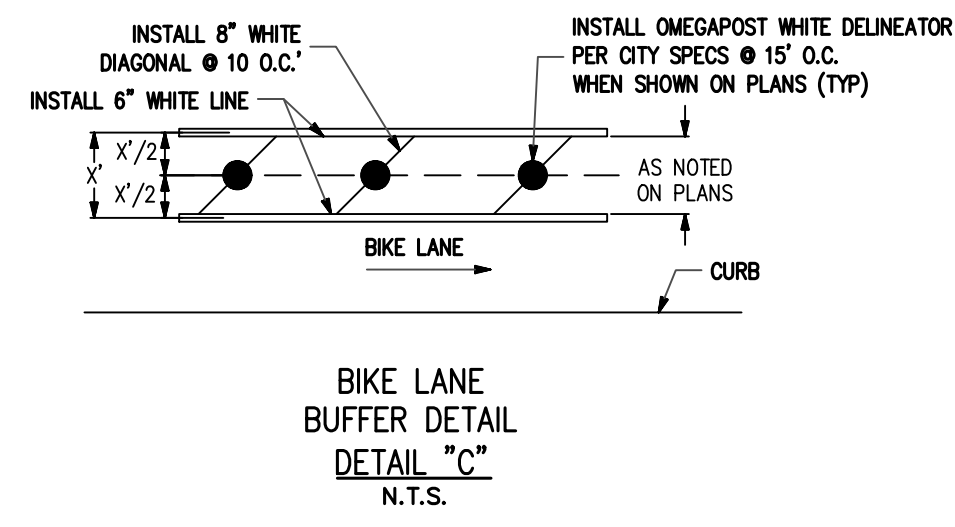 INSTALL 8" WHITE
DIAGONAL @ 10 O.C.'
INSTALL 6" WHITE LINE
INSTALL OMEGAPOST WHITE DELINEATOR
PER CITY SPECS @ 15' O.C.
WHEN SHOWN ON PLANS (TYP)
X'
X'/2
X'/2
AS NOTED
ON PLANS
BIKE LANE
CURB
BIKE LANE
BUFFER DETAIL
DETAIL "C"
N.T.S.